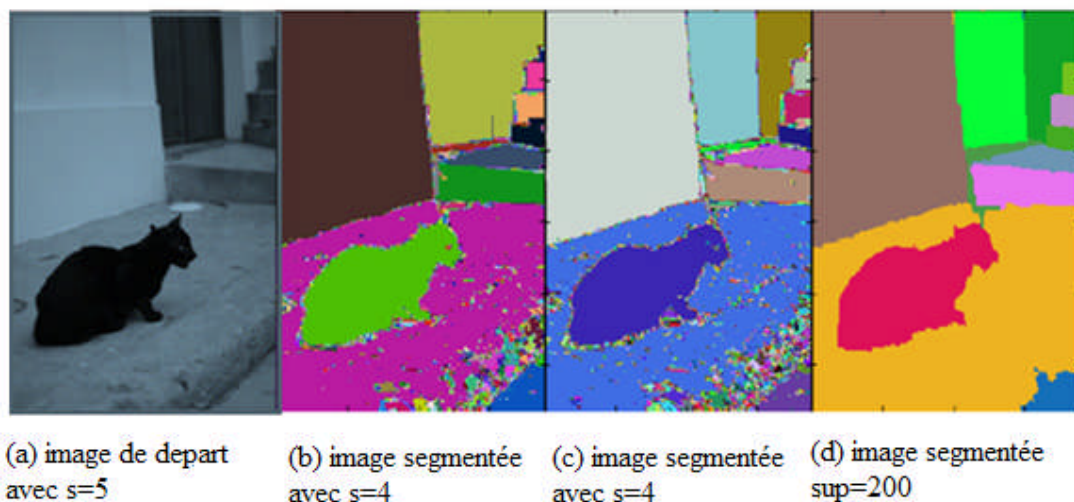 (a) image de depart
avec s=5
(b) image segmentée
avec s=4
(c) image segmentée
avec s=4
(d) image segmentée
sup=200